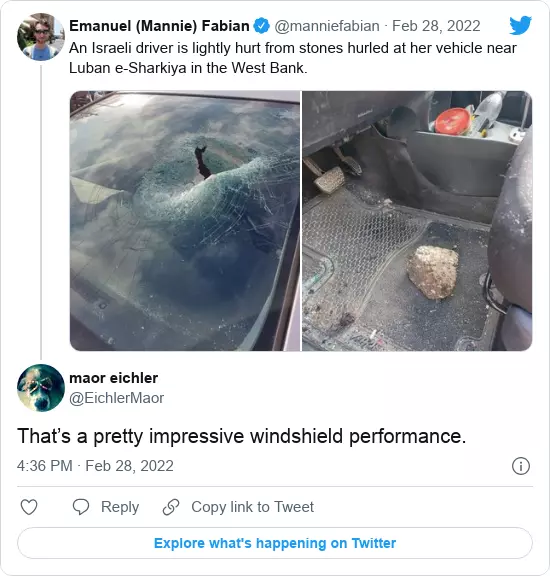 Emanuel (Mannie) Fabian @manniefabian · Feb 28, 2022
An Israeli driver is lightly hurt from stones hurled at her vehicle near
Luban e-Sharkiya in the West Bank.
maor eichler
@EichlerMaor
That’s a pretty impressive windshield performance.
4:36 PM · Feb 28, 2022
Reply
Copy link to Tweet
Explore what's happening on Twitter